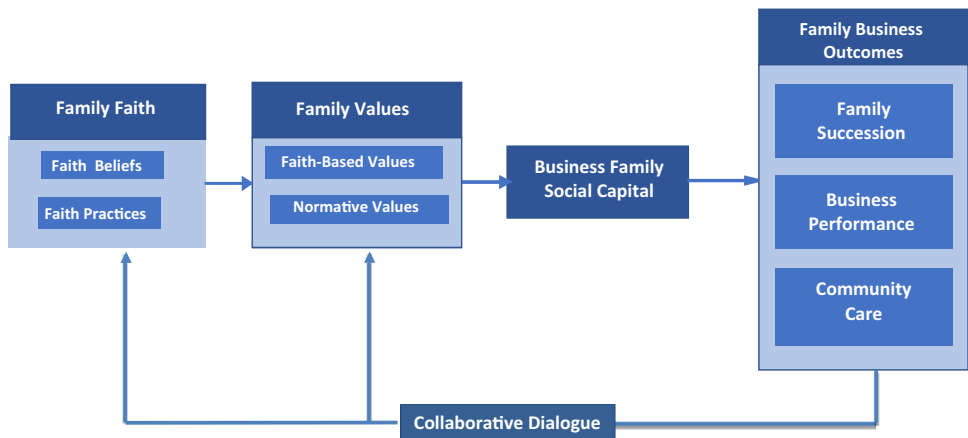 Family Faith
Faith Beliefs
Faith Practices
Family Values
Faith-Based Values
Normative Values
Business Family
Social Capital
Family Business
Outcomes
Family
Succession
Business
Performance
Community
Care
Collaborative Dialogue